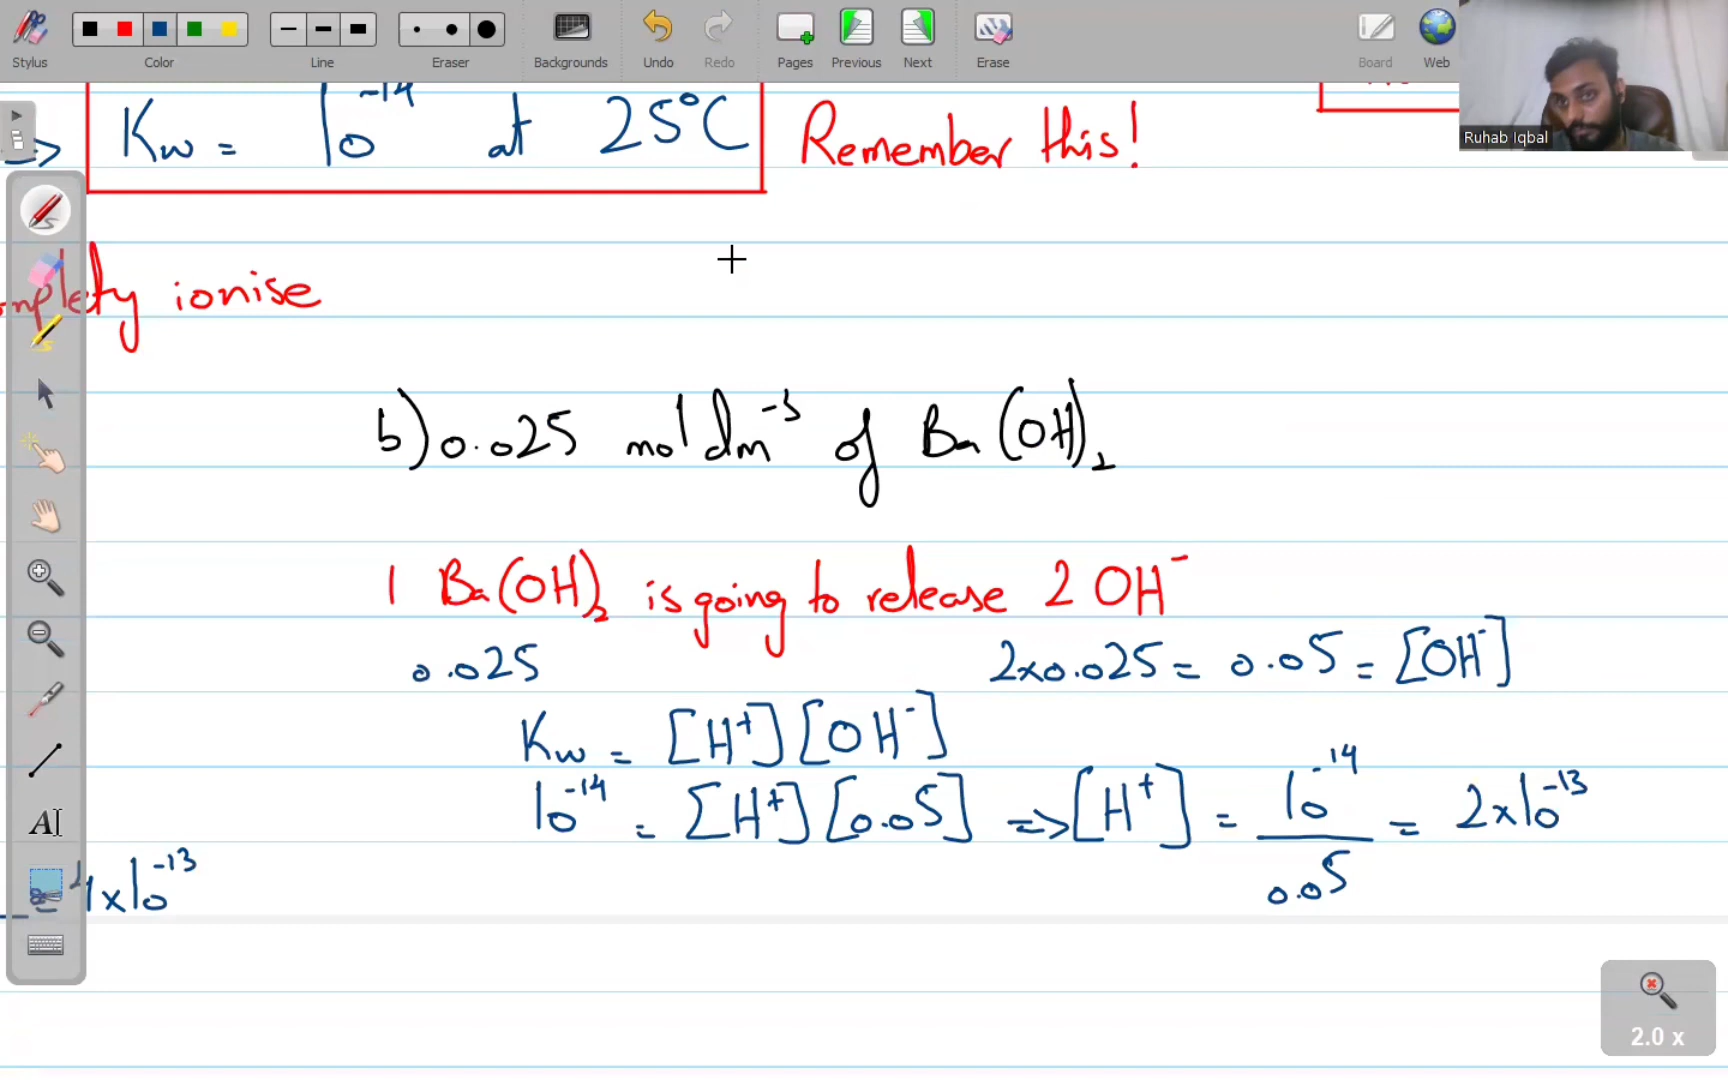 Stylus Color Line Eraser Backgrounds Undo Redo Pages Previous Next Erase Board Web
Ruhab Iqbal
Kw = 10⁻¹⁴ at 25°C Remember this!
ionise
b) 0.025 mol dm⁻³ of Ba(OH)₂
1 Ba(OH)₂ is going to release 2 OH⁻
0.025 2x0.025 = 0.05 = [OH⁻]
Kw = [H⁺][OH⁻]
10⁻¹⁴ = [H⁺][0.05] => [H⁺] = 10⁻¹⁴ / 0.05 = 2x10⁻¹³
x10⁻¹³
2.0 x